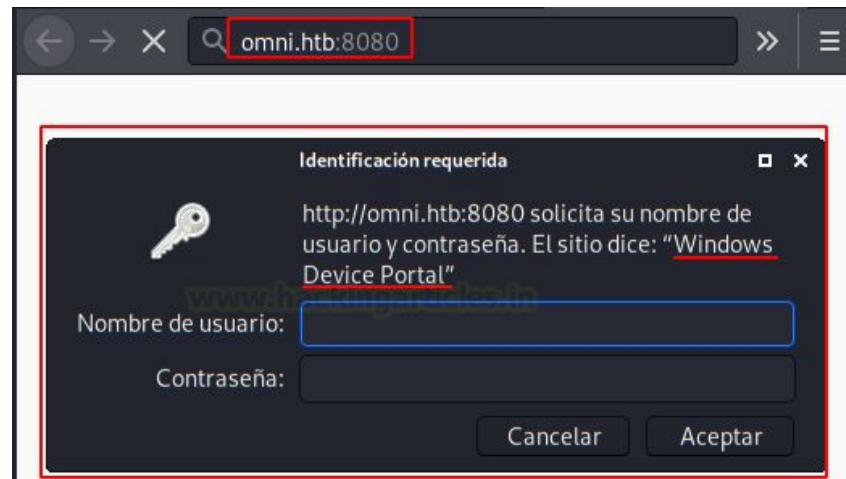 omni.htb:8080
Identificación requerida
http://omni.htb:8080 solicita su nombre de
usuario y contraseña. El sitio dice: “Windows
Device Portal”
www.hackingarticles.in
Nombre de usuario:
Contraseña:
Cancelar
Aceptar